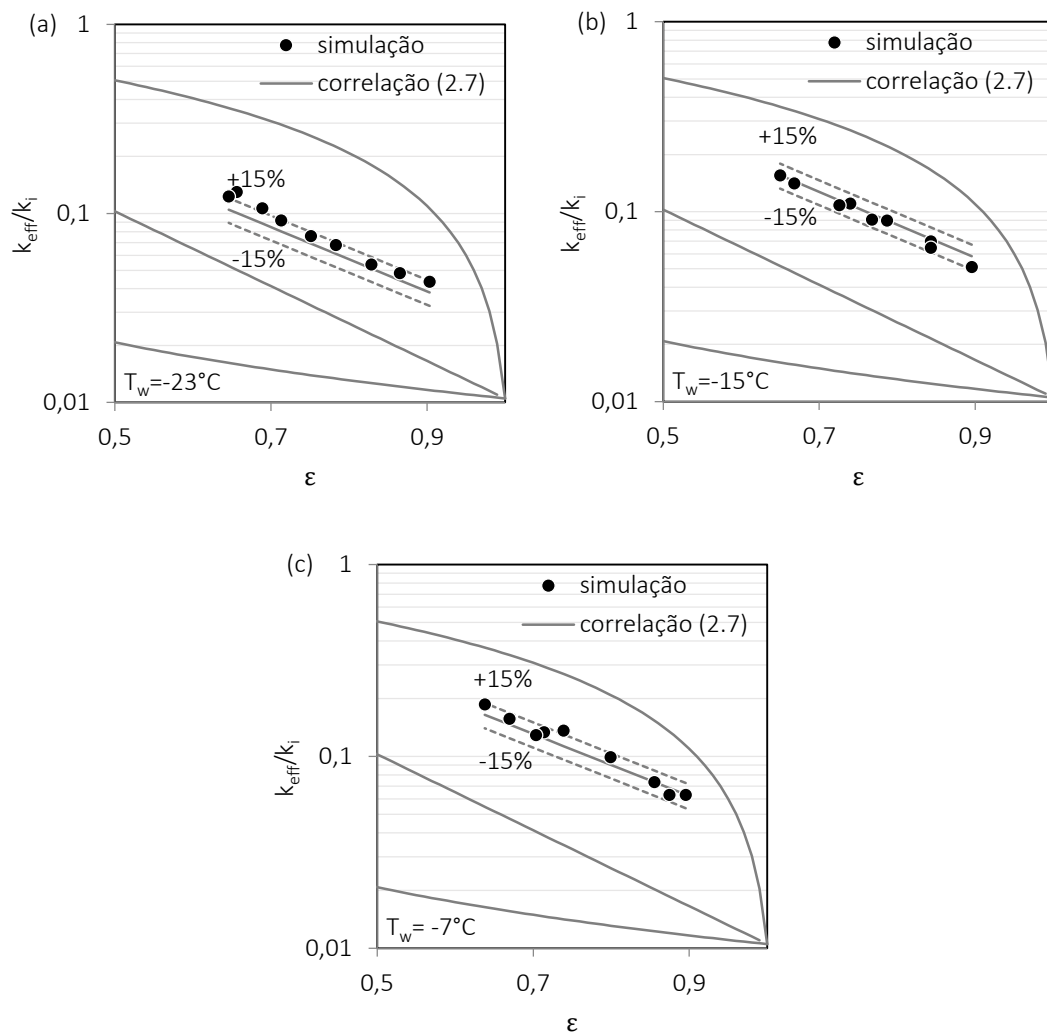 (a)
1
simulação
correlação (2.7)
+15%
k_eff/k_i
0,1
-15%
T_w=-23°C
0,01
0,5
0,7
0,9
ε
(b)
1
simulação
correlação (2.7)
+15%
k_eff/k_i
0,1
-15%
T_w=-15°C
0,01
0,5
0,7
0,9
ε
(c)
1
simulação
correlação (2.7)
+15%
k_eff/k_i
0,1
-15%
T_w= -7°C
0,01
0,5
0,7
0,9
ε